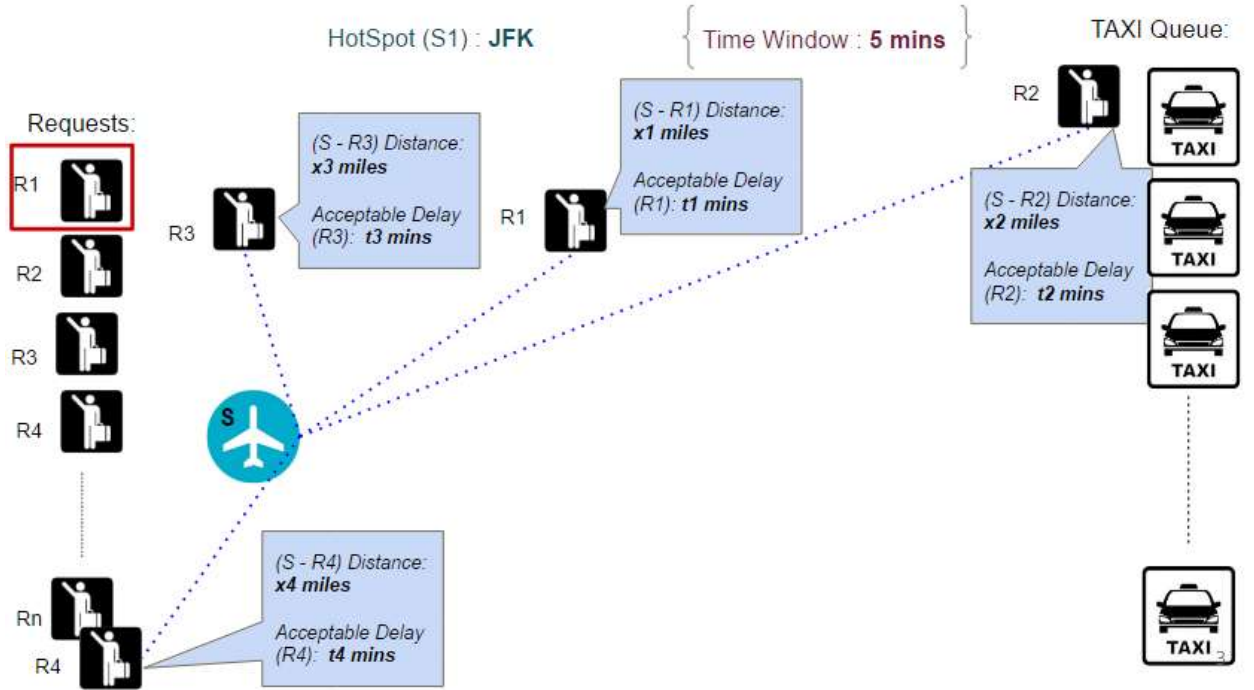 HotSpot (S1) : JFK
Time Window : 5 mins
TAXI Queue:
Requests:
R1
R2
R3
R4
Rn
R4
R3
(S - R3) Distance:
x3 miles
Acceptable Delay
(R3): t3 mins
R1
(S - R1) Distance:
x1 miles
Acceptable Delay
(R1): t1 mins
R2
(S - R2) Distance:
x2 miles
Acceptable Delay
(R2): t2 mins
S
(S - R4) Distance:
x4 miles
Acceptable Delay
(R4): t4 mins
TAXI
TAXI
TAXI
TAXI
3